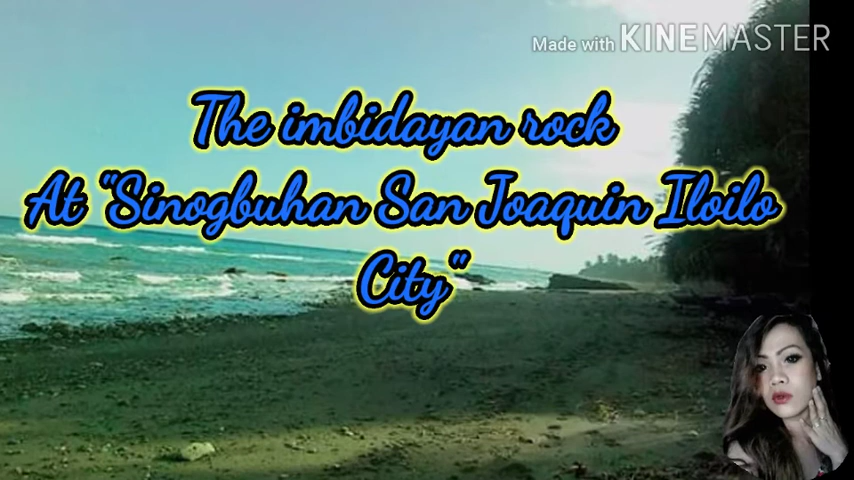 Made with KINEMASTER
The imbidayan rock
At "Sinogbuhan San Joaquin Iloilo
City"